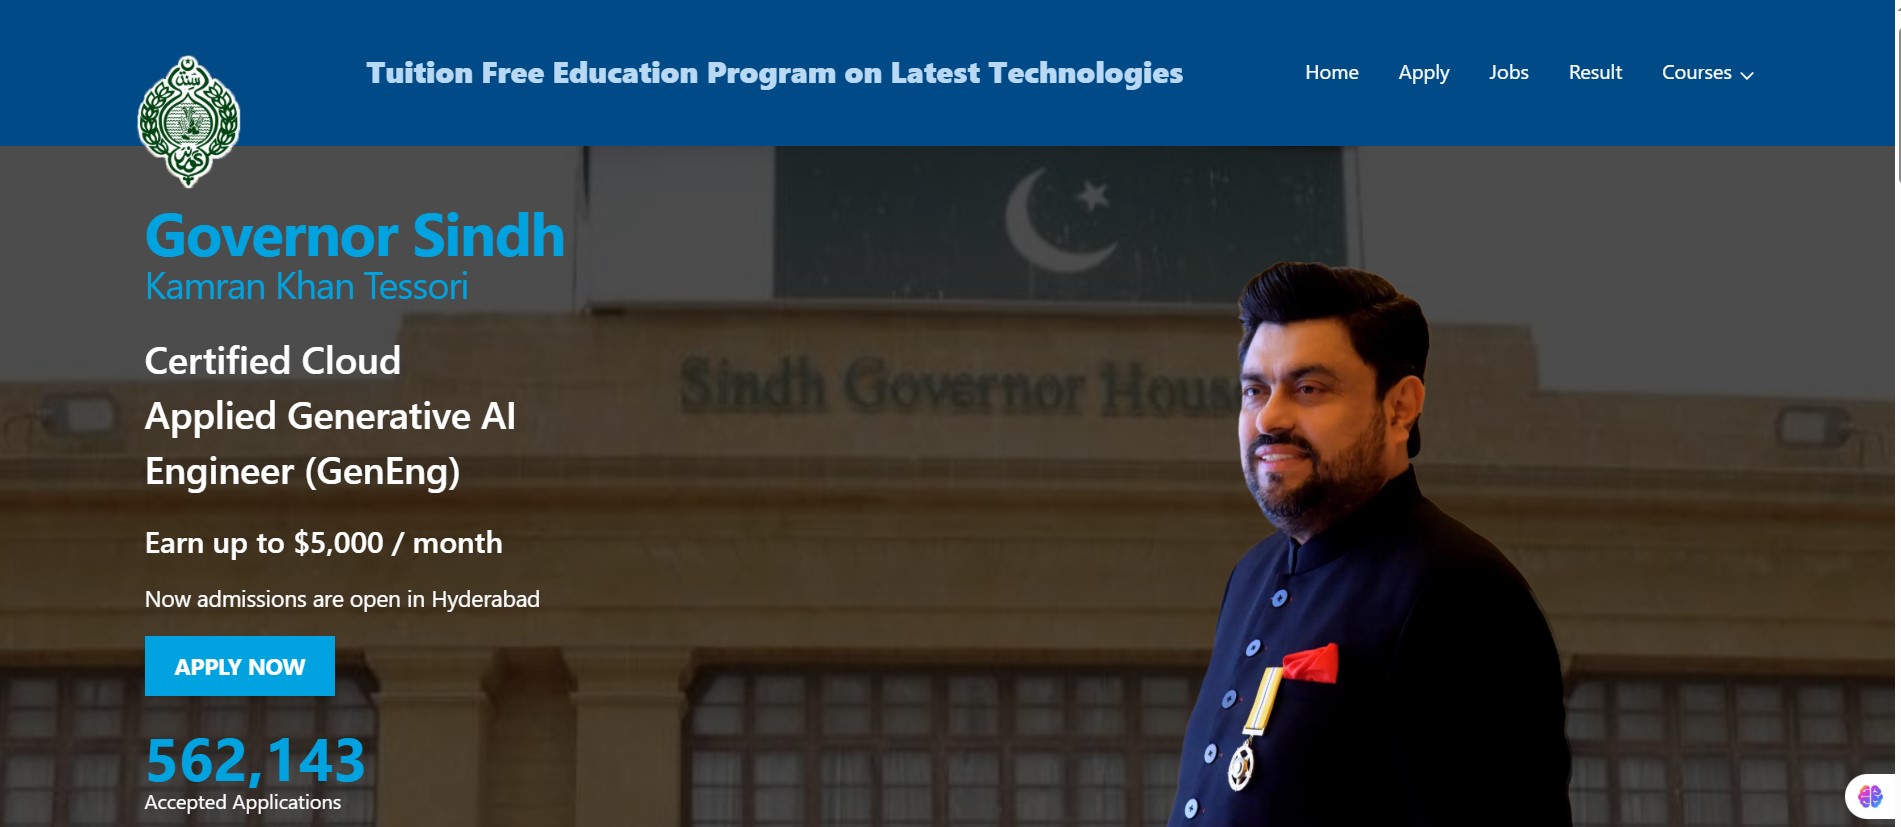 Tuition Free Education Program on Latest Technologies
Home
Apply
Jobs
Result
Courses
Governor Sindh
Kamran Khan Tessori
Certified Cloud
Applied Generative AI
Engineer (GenEng)
Earn up to $5,000 / month
Now admissions are open in Hyderabad
APPLY NOW
562,143
Accepted Applications
Sindh Governor House